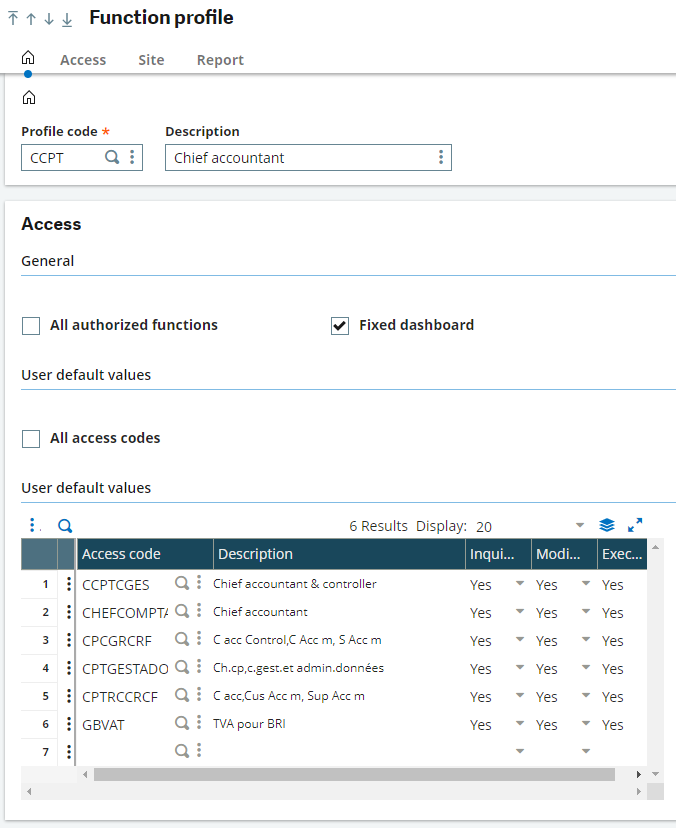 Function profile
Access Site Report
Profile code * Description
CCPT Chief accountant
Access
General
All authorized functions Fixed dashboard
User default values
All access codes
User default values
6 Results Display: 20
Access code Description Inqui... Modi... Exec...
1 CCPTCGES Chief accountant & controller Yes Yes Yes
2 CHEFCOMPTA Chief accountant Yes Yes Yes
3 CPCGRCRF C acc Control,C Acc m, S Acc m Yes Yes Yes
4 CPTGESTADO Ch.cp,c.gest.et admin.données Yes Yes Yes
5 CPTRCCRCF C acc,Cus Acc m, Sup Acc m Yes Yes Yes
6 GBVAT TVA pour BRI Yes Yes Yes
7